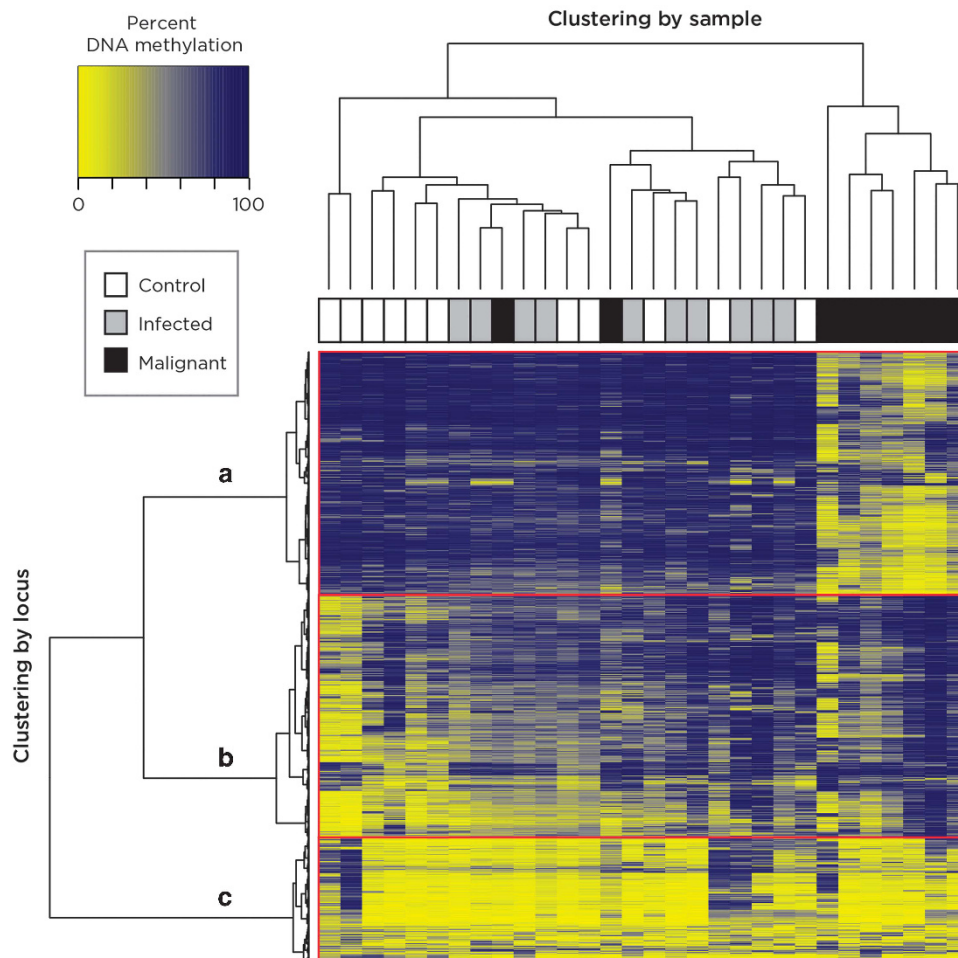 Clustering by sample
Percent
DNA methylation
0
100
Control
Infected
Malignant
Clustering by locus
a
b
c